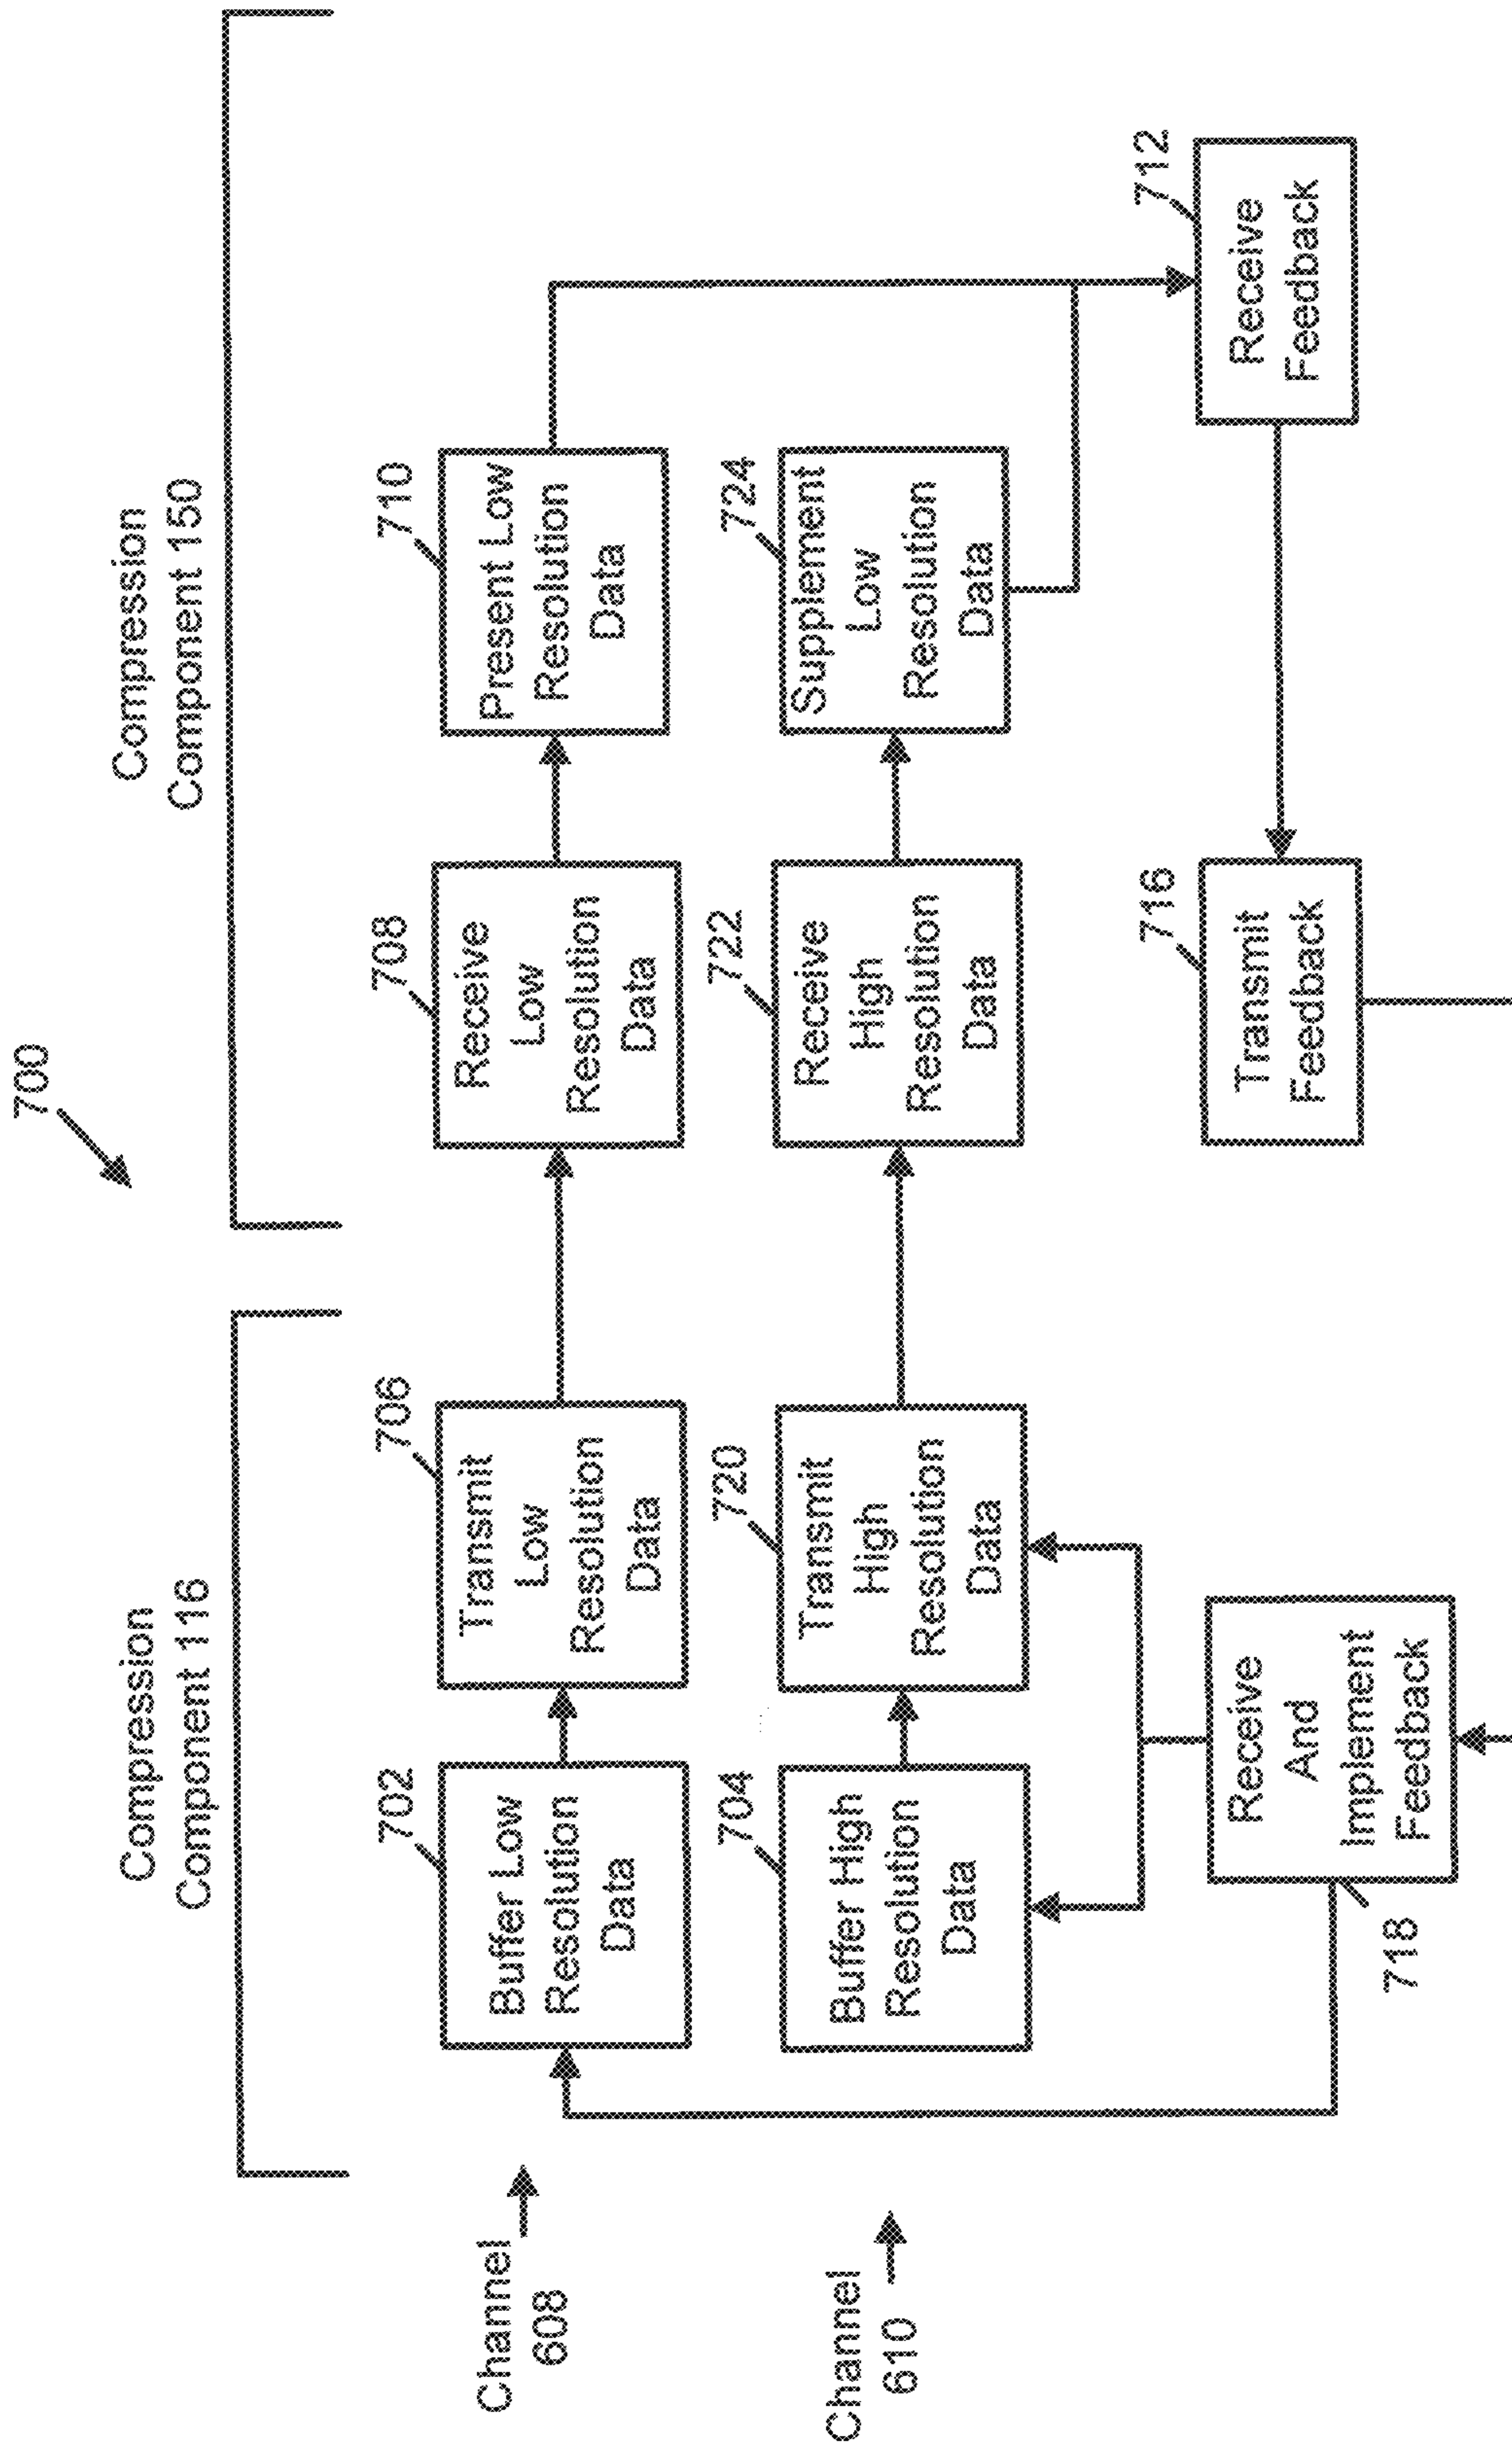 700
Compression
Component 116
Compression
Component 150
Channel
608
702
Buffer Low
Resolution
Data
706
Transmit
Low
Resolution
Data
708
Receive
Low
Resolution
Data
710
Present Low
Resolution
Data
Channel
610
704
Buffer High
Resolution
Data
720
Transmit
High
Resolution
Data
722
Receive
High
Resolution
Data
724
Supplement
Low
Resolution
Data
718
Receive
And
Implement
Feedback
716
Transmit
Feedback
712
Receive
Feedback